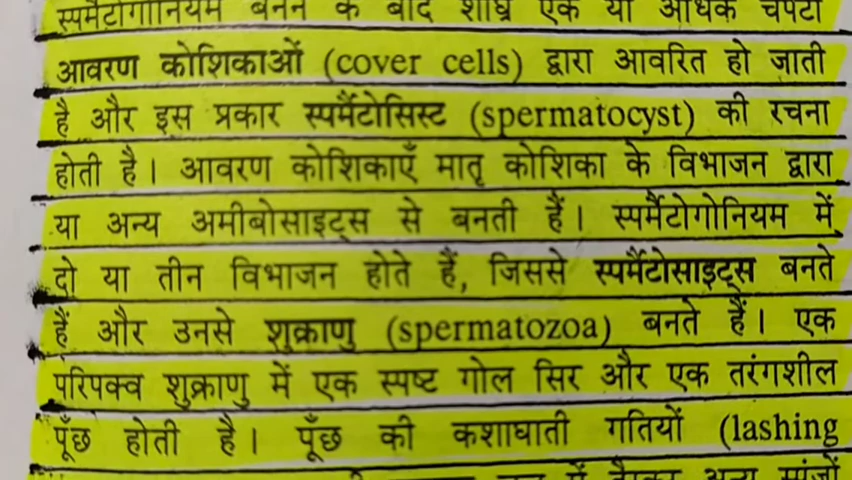 स्पर्मेटोगोनियम बनने के बाद शीघ्र एक या अधिक चपटी
आवरण कोशिकाओं (cover cells) द्वारा आवरित हो जाती
है और इस प्रकार स्पर्मेटोसिस्ट (spermatocyst) की रचना
होती है। आवरण कोशिकाएँ मातृ कोशिका के विभाजन द्वारा
या अन्य अमीबोसाइट्स से बनती हैं। स्पर्मेटोगोनियम में
दो या तीन विभाजन होते हैं, जिससे स्पर्मेटोसाइट्स बनते
हैं और उनसे शुक्राणु (spermatozoa) बनते हैं। एक
परिपक्व शुक्राणु में एक स्पष्ट गोल सिर और एक तरंगशील
पूँछ होती है। पूँछ की कशाघाती गतियों (lashing
में तैरकर अन्य स्पंजों